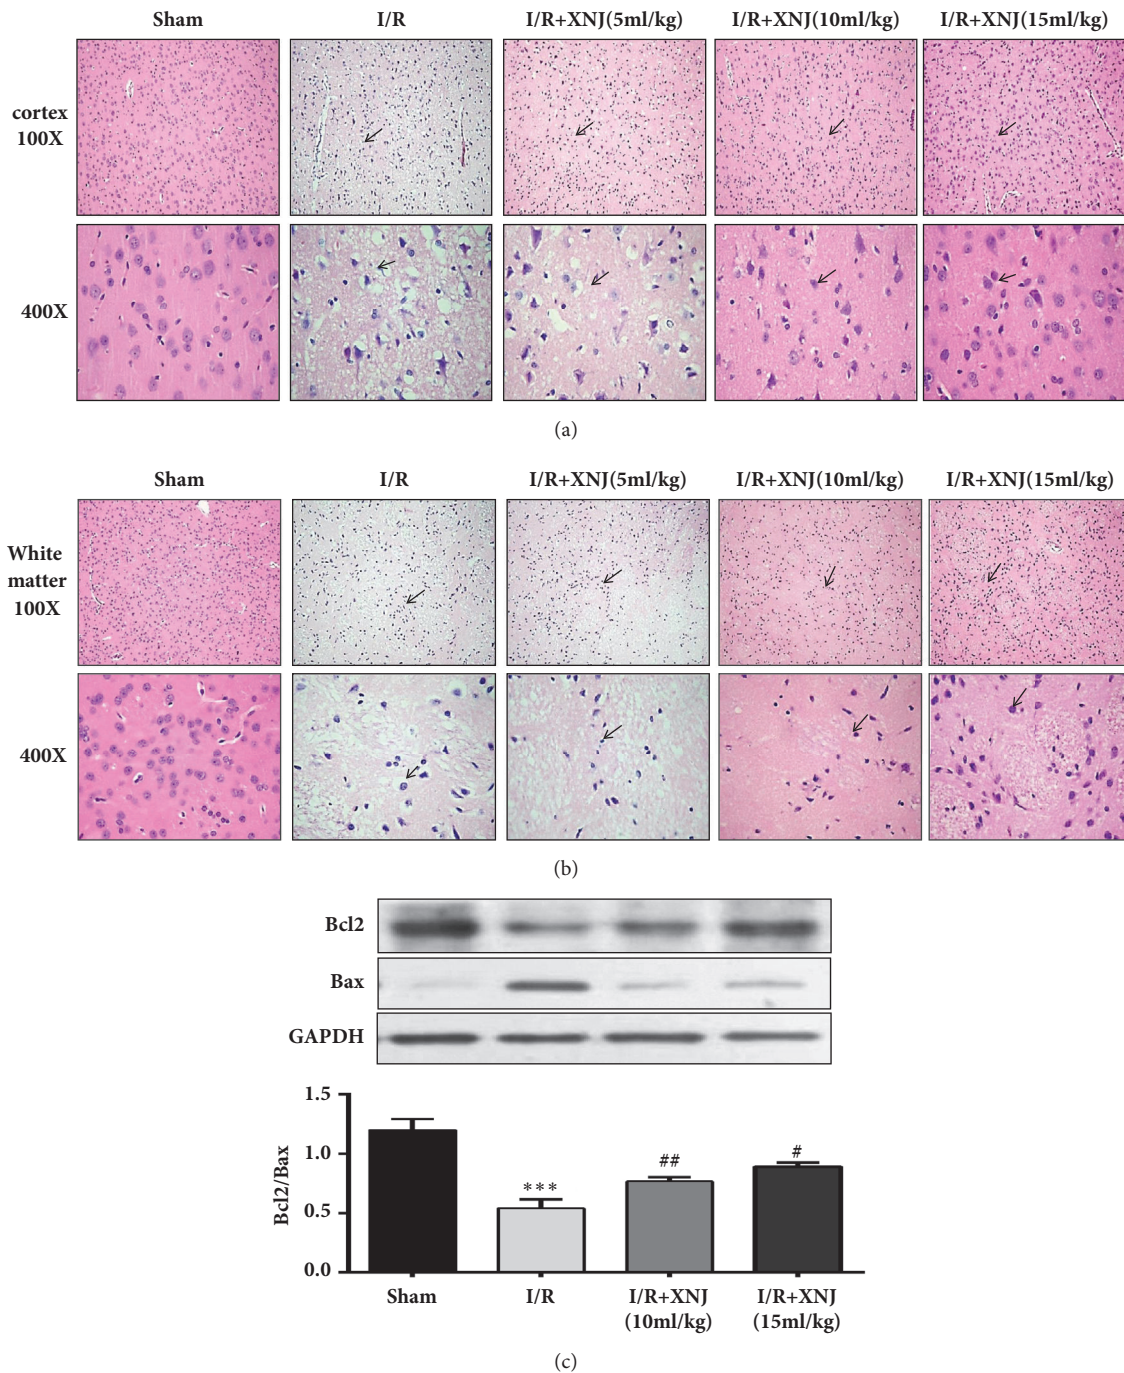 Sham I/R I/R+XNJ(5ml/kg) I/R+XNJ(10ml/kg) I/R+XNJ(15ml/kg)
cortex
100X
400X
(a)
Sham I/R I/R+XNJ(5ml/kg) I/R+XNJ(10ml/kg) I/R+XNJ(15ml/kg)
White
matter
100X
400X
(b)
Bcl2
Bax
GAPDH
1.5
1.0
0.5
0.0
Bcl2/Bax
***
##
#
Sham I/R I/R+XNJ I/R+XNJ
(10ml/kg) (15ml/kg)
(c)